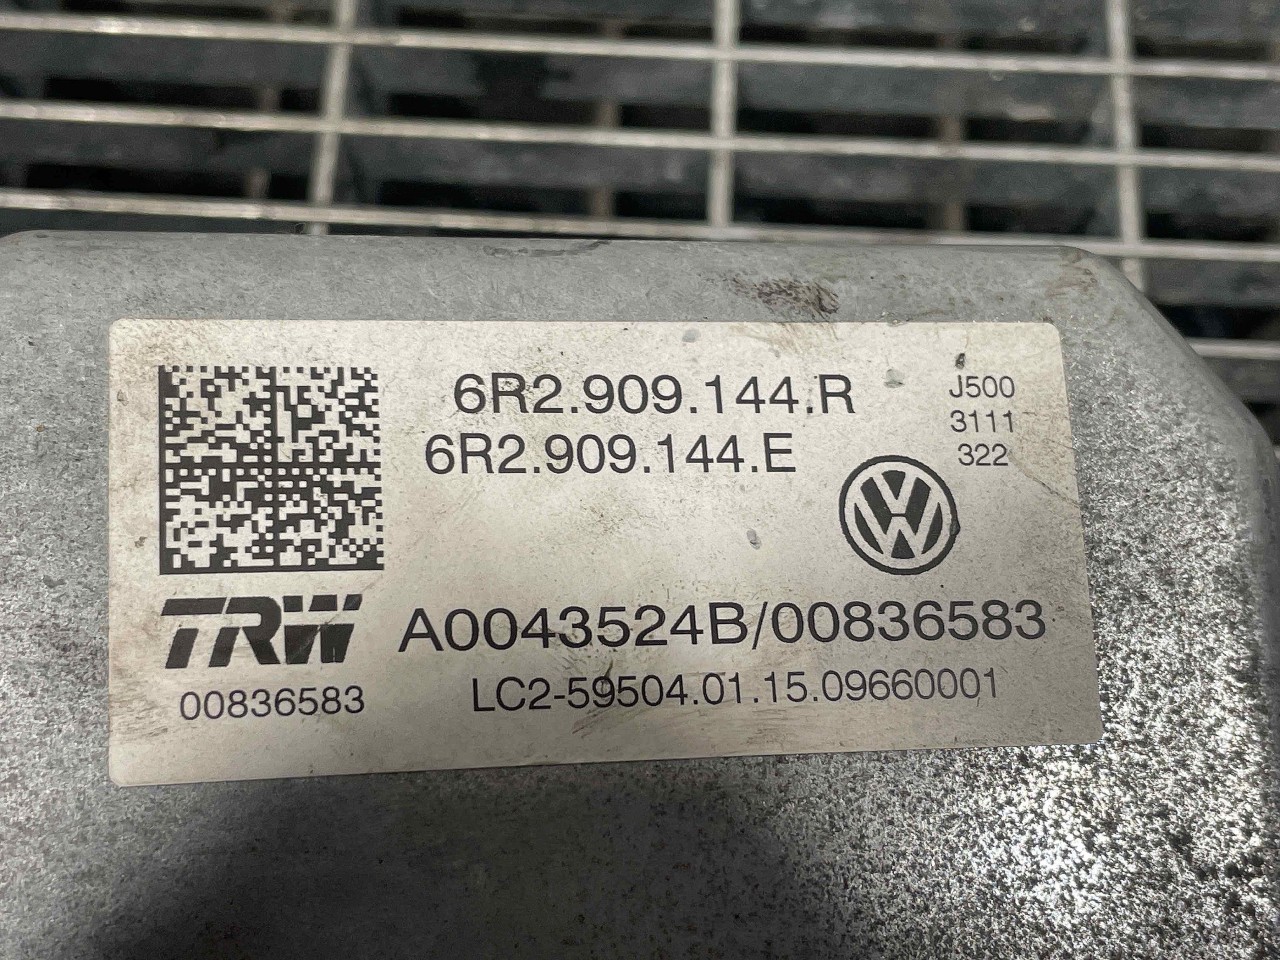 6R2.909.144.R
6R2.909.144.E
J500
3111
322
TRW
A0043524B/00836583
00836583
LC2-59504.01.15.09660001